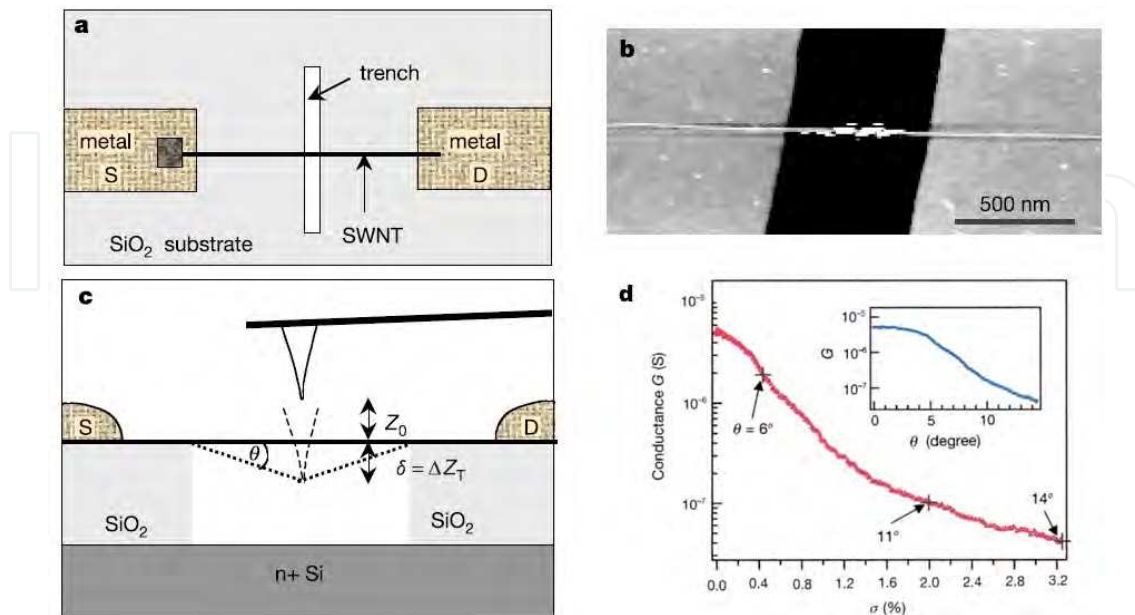 a
trench
metal
S
metal
D
SiO₂ substrate
SWNT
b
500 nm
c
S
D
Z₀
θ
δ = ΔZ_T
SiO₂
SiO₂
n+ Si
d
Conductance G (S)
10⁻⁵
10⁻⁶
10⁻⁷
θ = 6°
11°
14°
0.0 0.4 0.8 1.2 1.6 2.0 2.4 2.8 3.2
σ (%)
G
10⁻⁵
10⁻⁶
10⁻⁷
0 5 10
θ (degree)